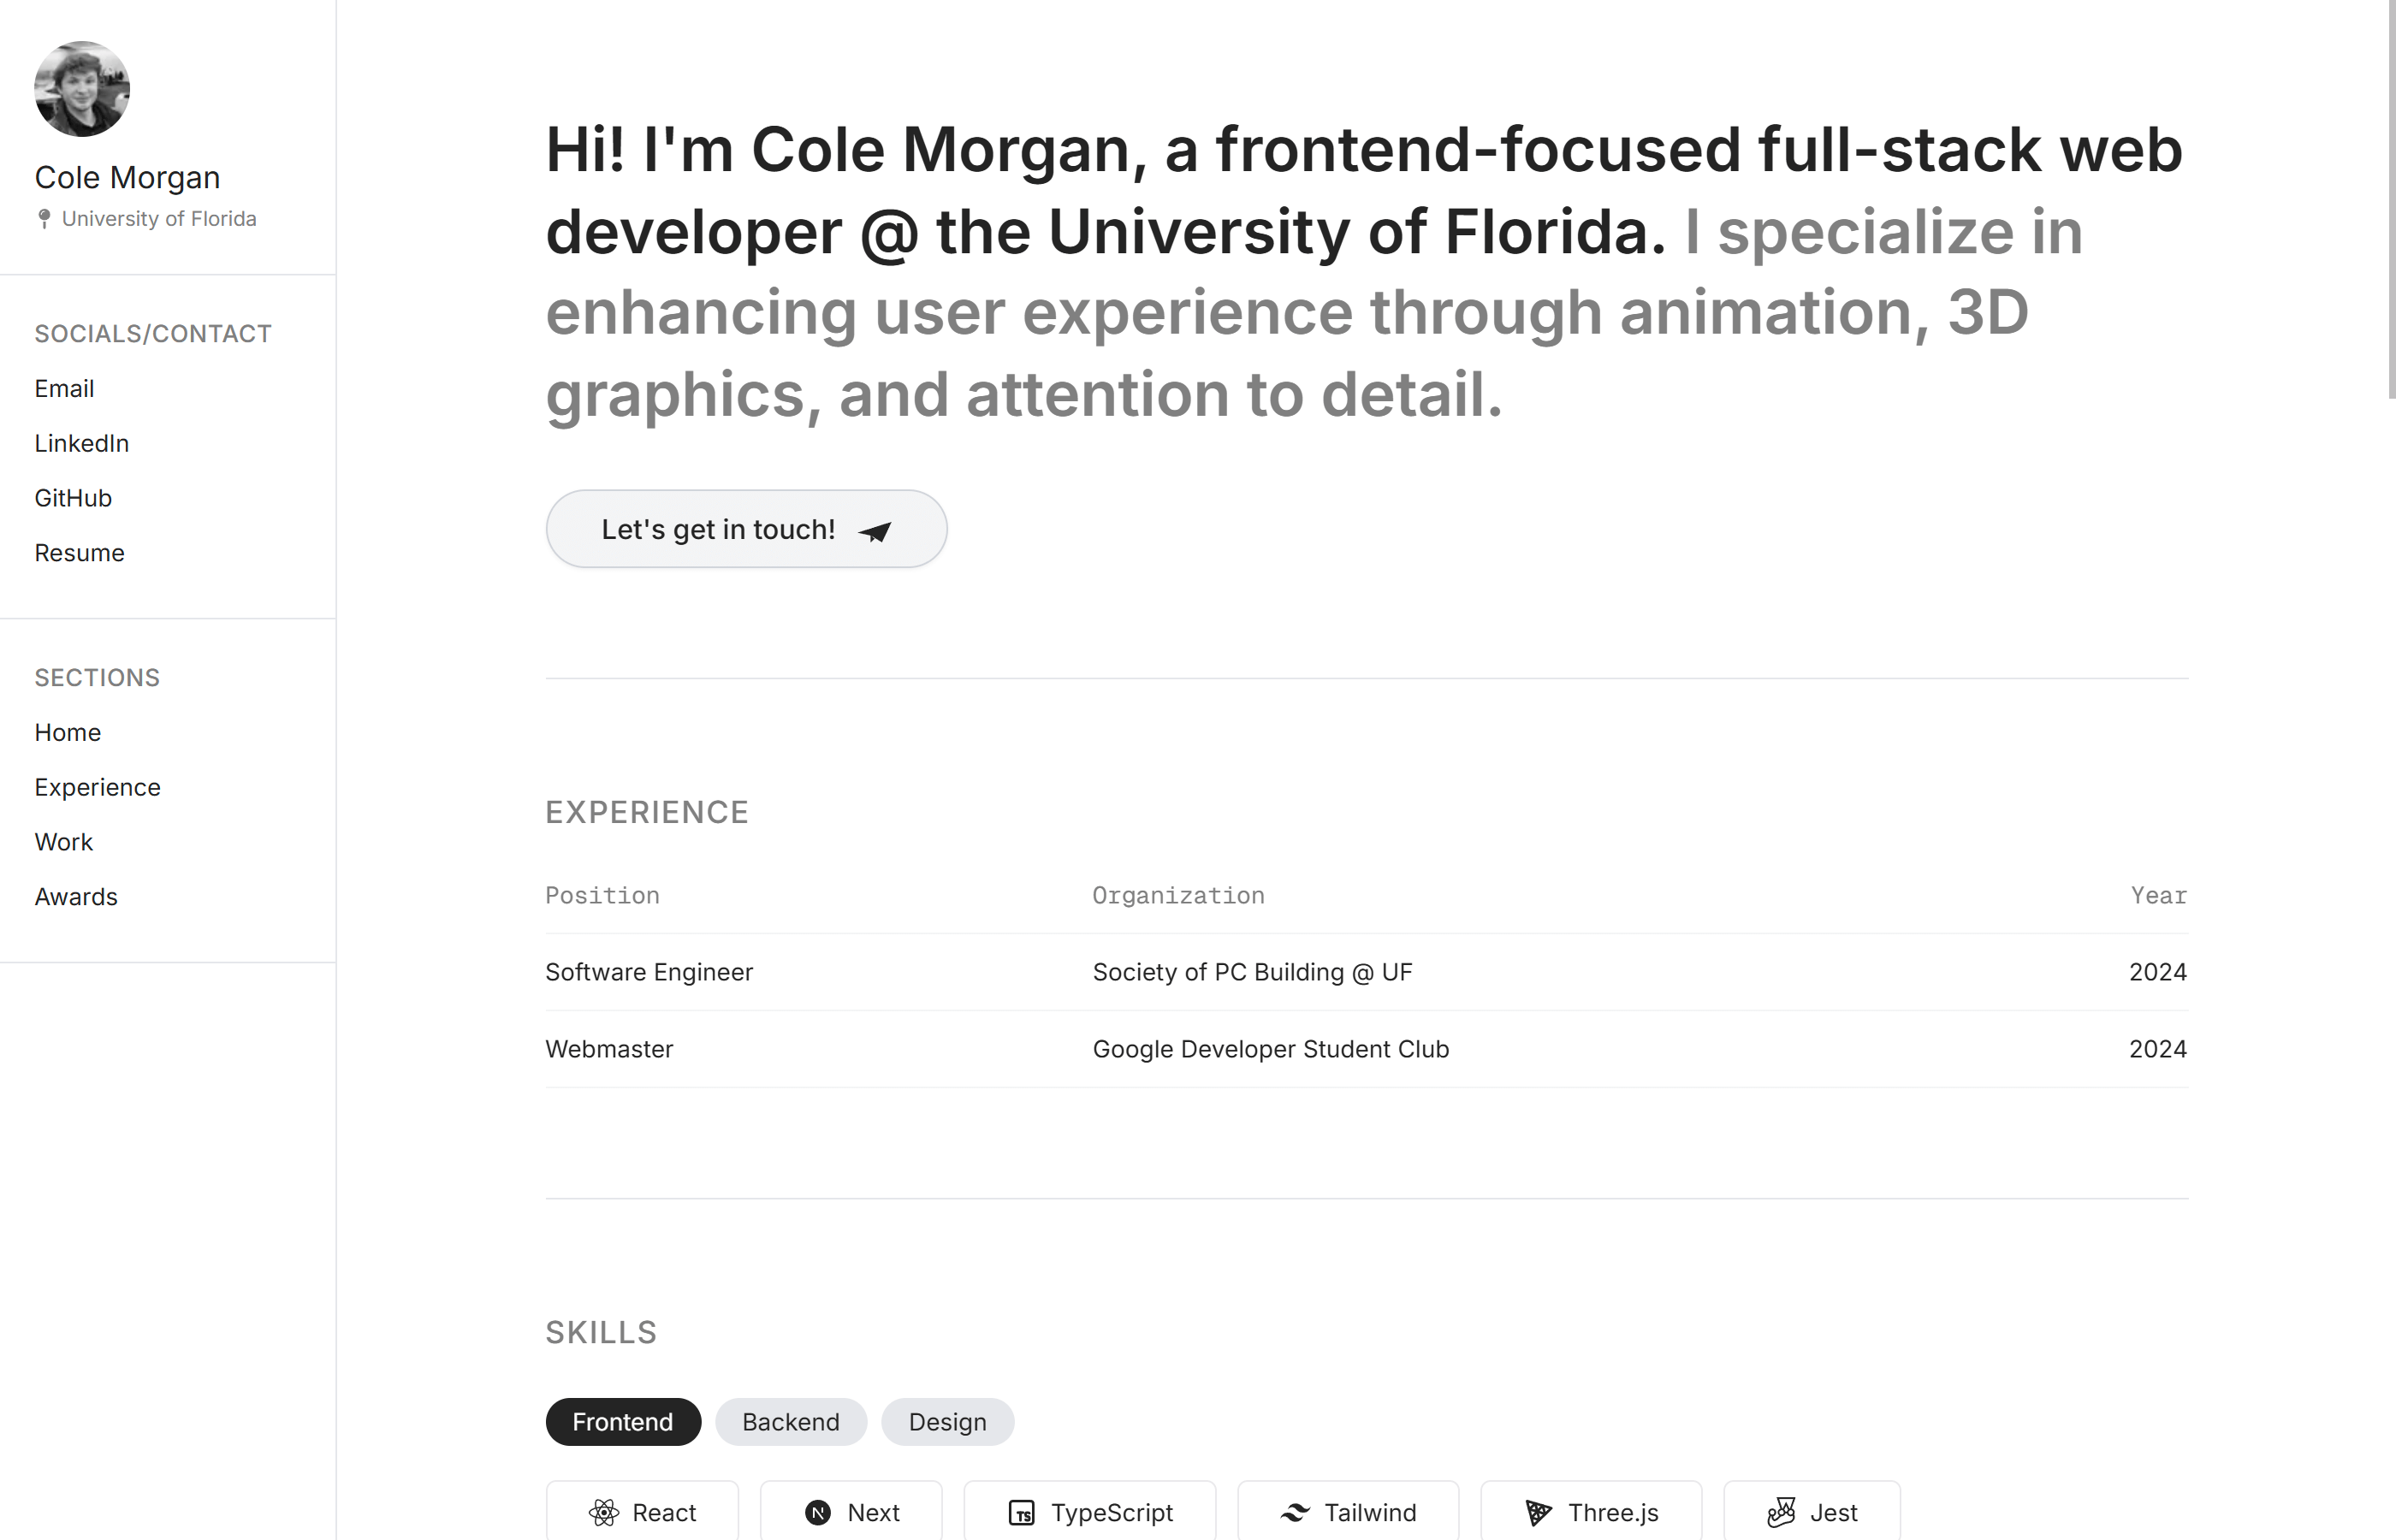 Cole Morgan
University of Florida
SOCIALS/CONTACT
Email
LinkedIn
GitHub
Resume
SECTIONS
Home
Experience
Work
Awards
Hi! I'm Cole Morgan, a frontend-focused full-stack web
developer @ the University of Florida. I specialize in
enhancing user experience through animation, 3D
graphics, and attention to detail.
Let's get in touch!
EXPERIENCE
Position Organization Year
Software Engineer Society of PC Building @ UF 2024
Webmaster Google Developer Student Club 2024
SKILLS
Frontend Backend Design
React N Next TS TypeScript Tailwind Three.js Jest